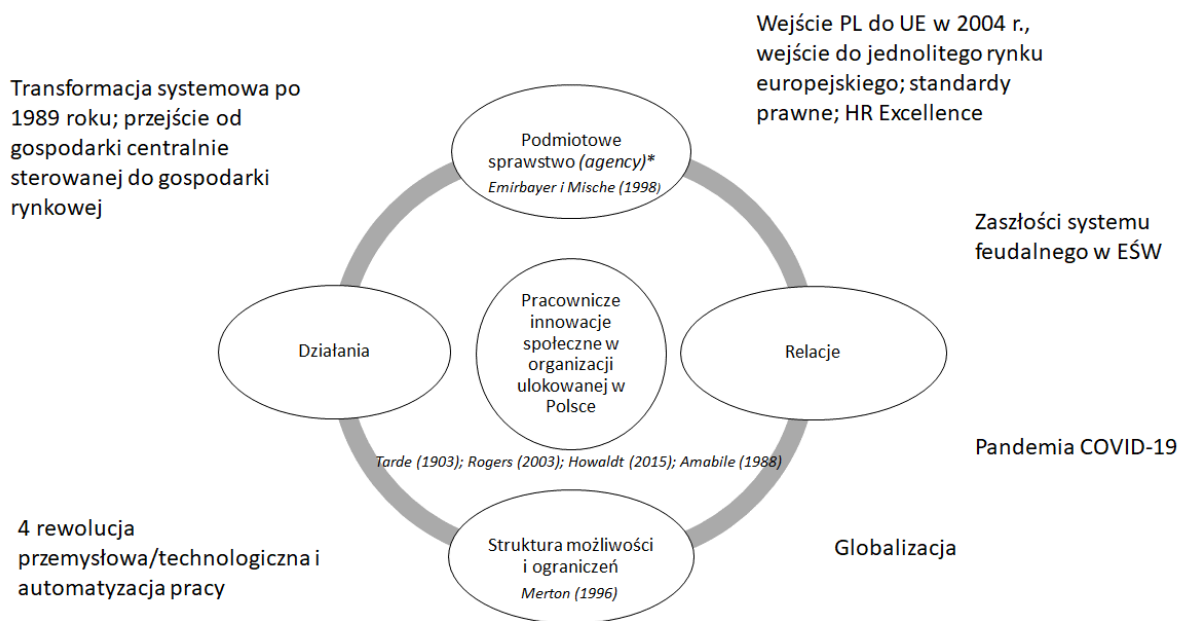 Wejście PL do UE w 2004 r.,
wejście do jednolitego rynku
europejskiego; standardy
prawne; HR Excellence
Transformacja systemowa po
1989 roku; przejście od
gospodarki centralnie
sterowanej do gospodarki
rynkowej
Podmiotowe
sprawstwo (agency)*
Emirbayer i Mische (1998)
Zaszłości systemu
feudalnego w EŚW
Działania
Pracownicze
innowacje
społeczne w
organizacji
ulokowanej w
Polsce
Relacje
Tarde (1903); Rogers (2003); Howaldt (2015); Amabile (1988)
Pandemia COVID-19
4 rewolucja
przemysłowa/technologiczna i
automatyzacja pracy
Struktura możliwości
i ograniczeń
Merton (1996)
Globalizacja